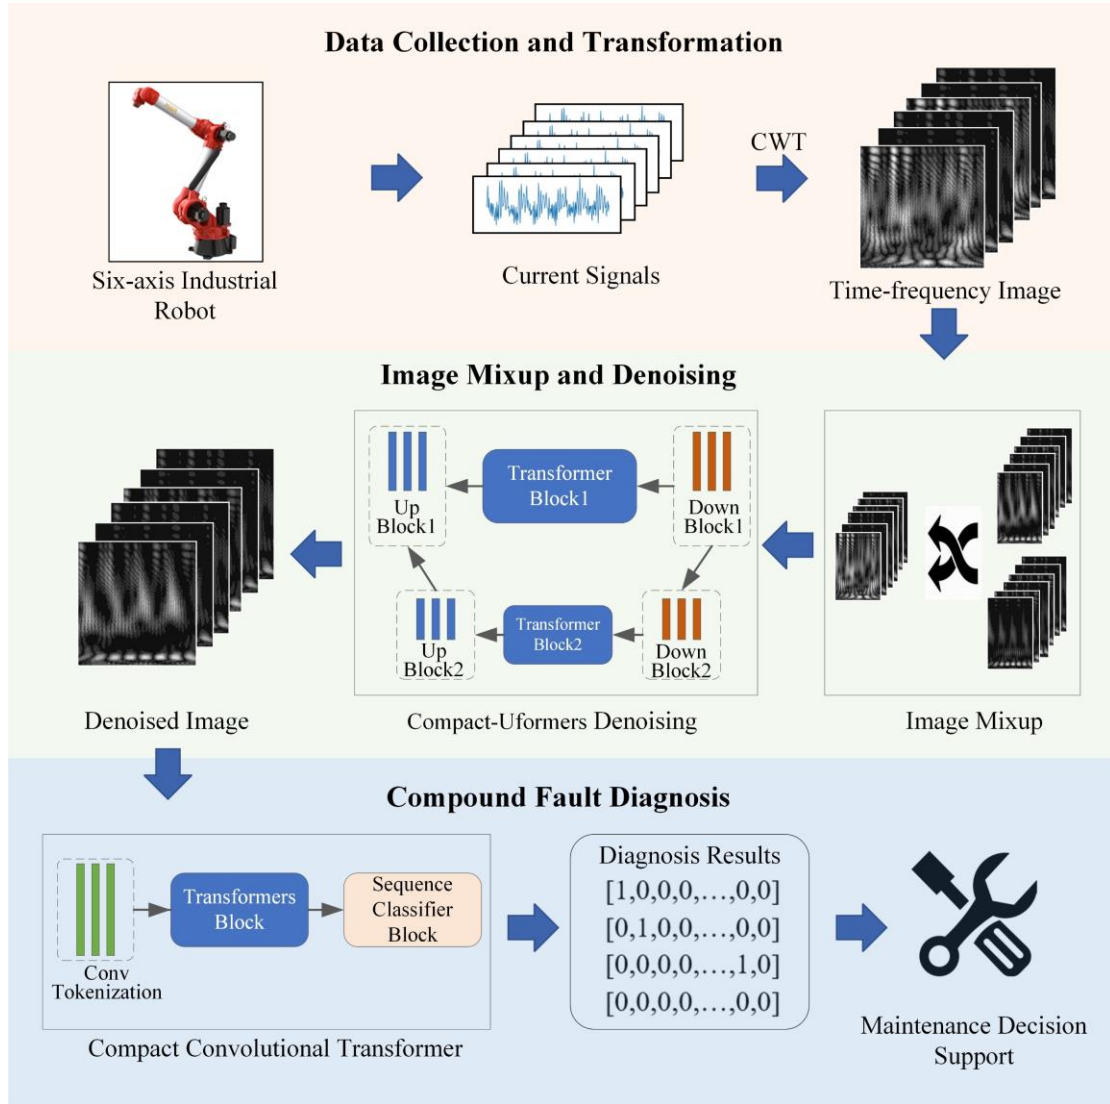 Data Collection and Transformation
CWT
Six-axis Industrial
Robot
Current Signals
Time-frequency Image
Image Mixup and Denoising
Up
Block1
Transformer
Block1
Down
Block1
Up
Block2
Transformer
Block2
Down
Block2
Denoised Image
Compact-Uformers Denoising
Image Mixup
Compound Fault Diagnosis
Conv
Tokenization
Transformers
Block
Sequence
Classifier
Block
Compact Convolutional Transformer
Diagnosis Results
[1,0,0,0,…,0,0]
[0,1,0,0,…,0,0]
[0,0,0,0,…,1,0]
[0,0,0,0,…,0,0]
Maintenance Decision
Support